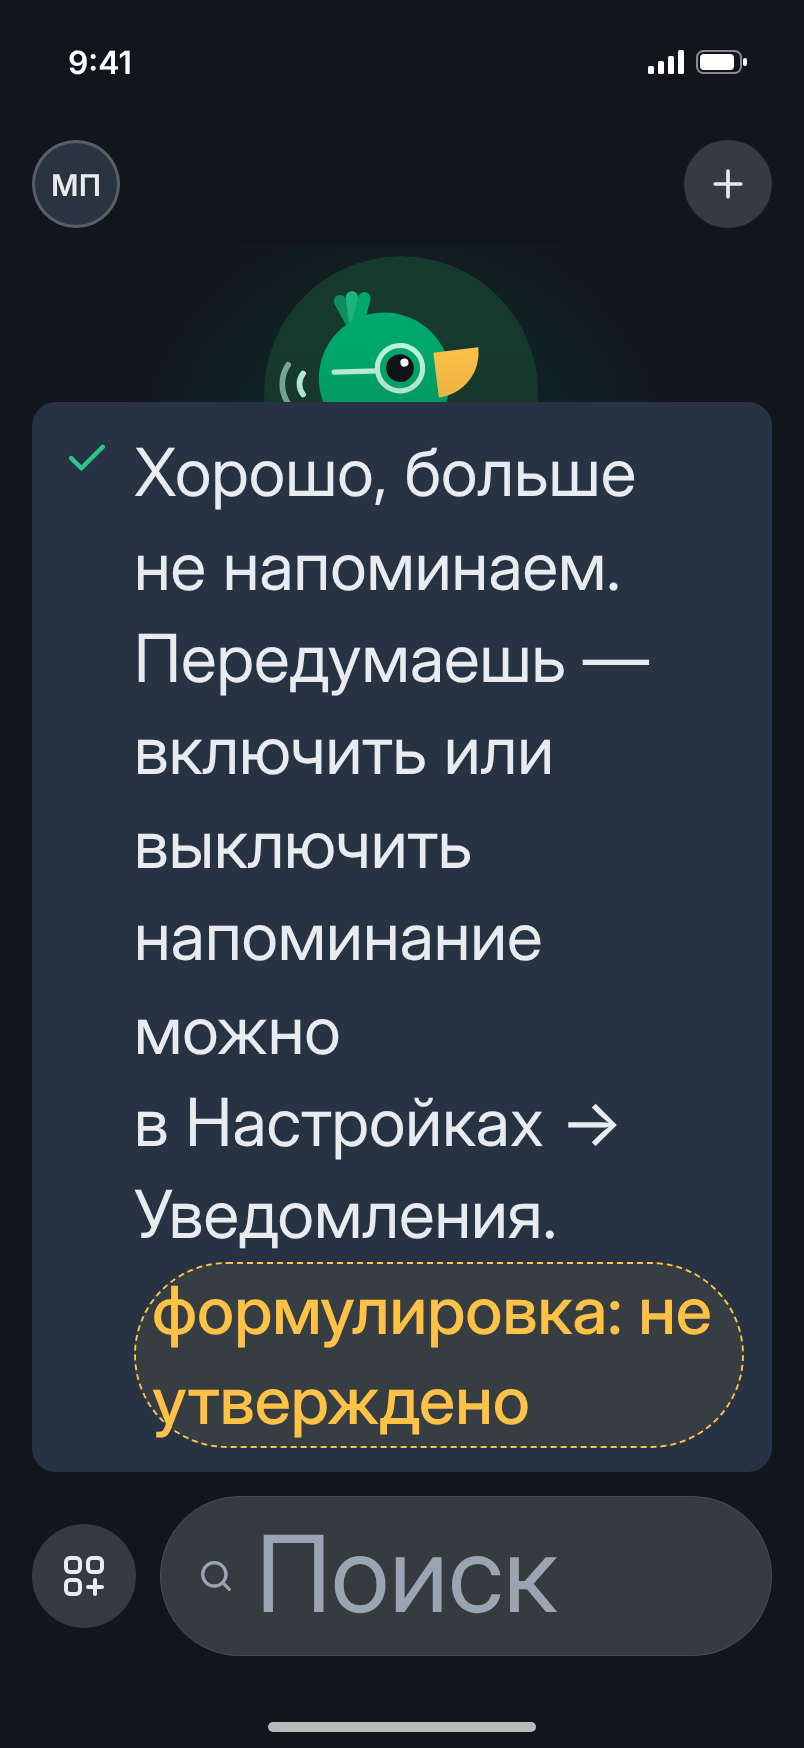 9:41
МП
Хорошо, больше
не напоминаем.
Передумаешь —
включить или
выключить
напоминание
можно
в Настройках →
Уведомления.
формулировка: не
утверждено
Поиск